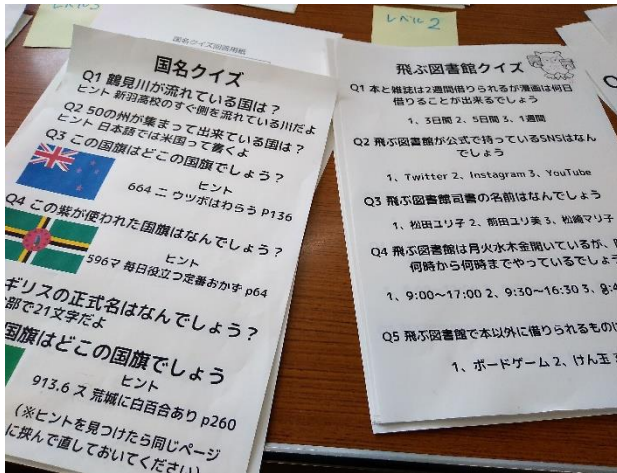 レベル2
国名クイズ回答用紙
国名クイズ
Q1 鶴見川が流れている国は?
ヒント 新羽高校のすぐ側を流れている川だよ
Q2 50の州が集まって出来ている国は?
ヒント 日本語では米国って書くよ
Q3 この国旗はどこの国旗でしょう?
ヒント
664 ニ ウツボはわらう P136
Q4 この紫が使われた国旗はなんでしょう?
ヒント
596マ 毎日役立つ定番おかず p64
ギリスの正式名はなんでしょう?
部で21文字だよ
国旗はどこの国旗でしょう
ヒント
913.6 ス 荒城に白百合あり p260
(※ヒントを見つけたら同じページ
に挟んで直しておいてください)
飛ぶ図書館クイズ
Q1 本と雑誌は2週間借りられるが漫画は何日
借りることが出来るでしょう
1、3日間 2、5日間 3、1週間
Q2 飛ぶ図書館が公式で持っているSNSはなん
でしょう
1、Twitter 2、Instagram 3、YouTube
Q3 飛ぶ図書館司書の名前はなんでしょう
1、松田ユリ子 2、前田ユリ美 3、松崎マリ子
Q4 飛ぶ図書館は月火水木金開いているが、
何時から何時までやっているでしょう
1、9:00~17:00 2、9:30~16:30 3、8:4
Q5 飛ぶ図書館で本以外に借りられるものは
1、ボードゲーム 2、けん玉 3